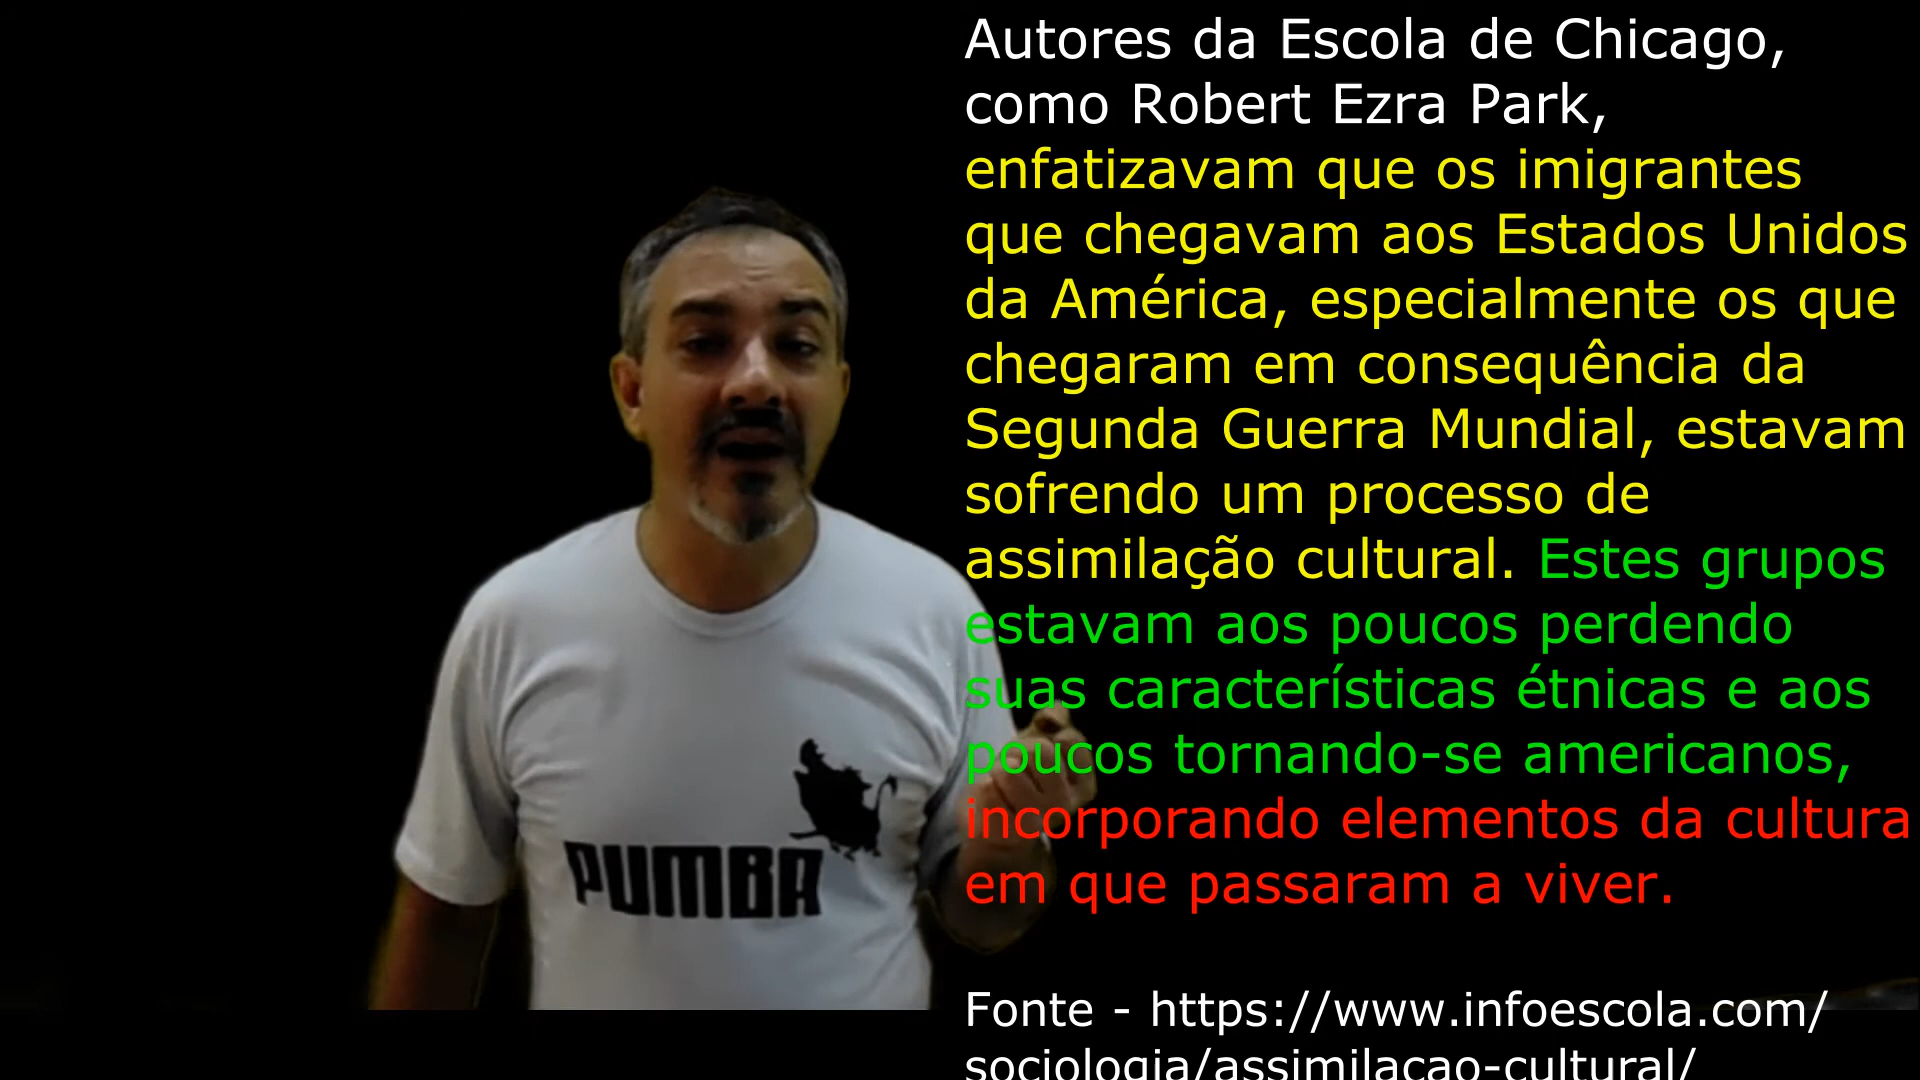 Autores da Escola de Chicago,
como Robert Ezra Park,
enfatizavam que os imigrantes
que chegavam aos Estados Unidos
da América, especialmente os que
chegaram em consequência da
Segunda Guerra Mundial, estavam
sofrendo um processo de
assimilação cultural. Estes grupos
estavam aos poucos perdendo
suas características étnicas e aos
poucos tornando-se americanos,
incorporando elementos da cultura
em que passaram a viver.
Fonte - https://www.infoescola.com/
sociologia/assimilacao-cultural/
PUMBA